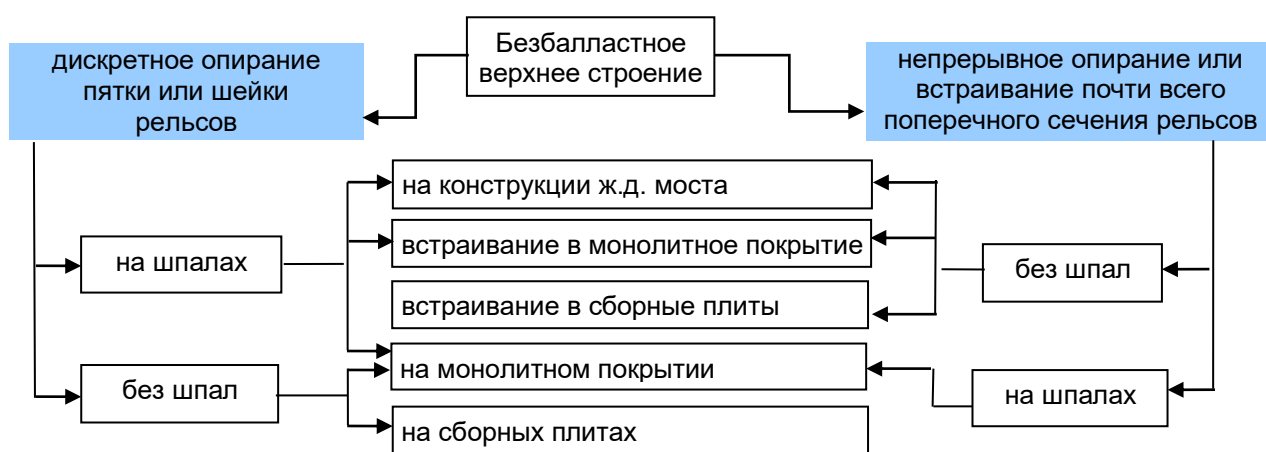 Безбалластное
верхнее строение
дискретное опирание
пятки или шейки
рельсов
непрерывное опирание или
встраивание почти всего
поперечного сечения рельсов
на конструкции ж.д. моста
встраивание в монолитное покрытие
на шпалах
без шпал
встраивание в сборные плиты
на монолитном покрытии
без шпал
на шпалах
на сборных плитах